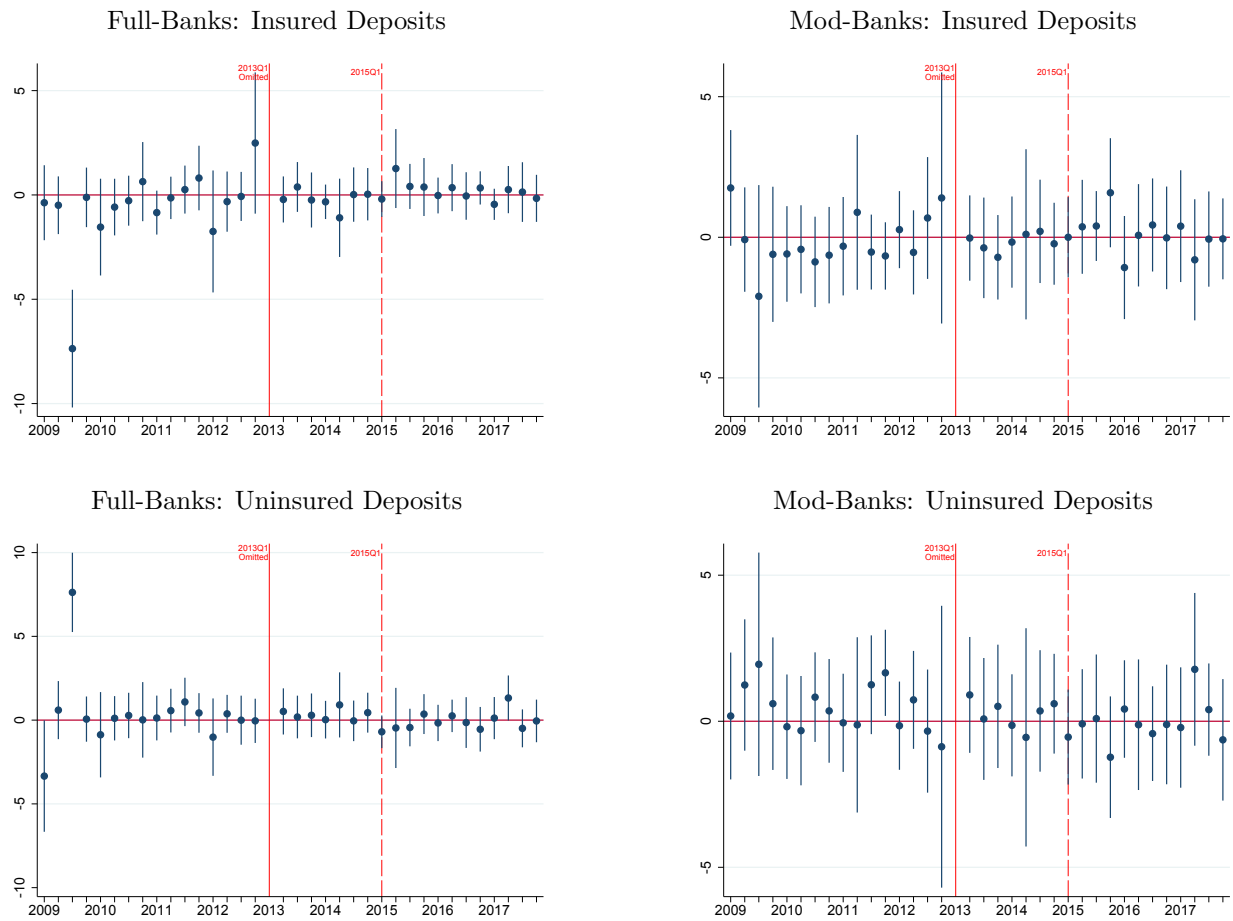 Full-Banks: Insured Deposits
2013Q1
Omitted
2015Q1
5
0
-5
-10
2009 2010 2011 2012 2013 2014 2015 2016 2017
Mod-Banks: Insured Deposits
2013Q1
Omitted
2015Q1
5
0
-5
2009 2010 2011 2012 2013 2014 2015 2016 2017
Full-Banks: Uninsured Deposits
2013Q1
Omitted
2015Q1
10
5
0
-5
-10
2009 2010 2011 2012 2013 2014 2015 2016 2017
Mod-Banks: Uninsured Deposits
2013Q1
Omitted
2015Q1
5
0
-5
2009 2010 2011 2012 2013 2014 2015 2016 2017